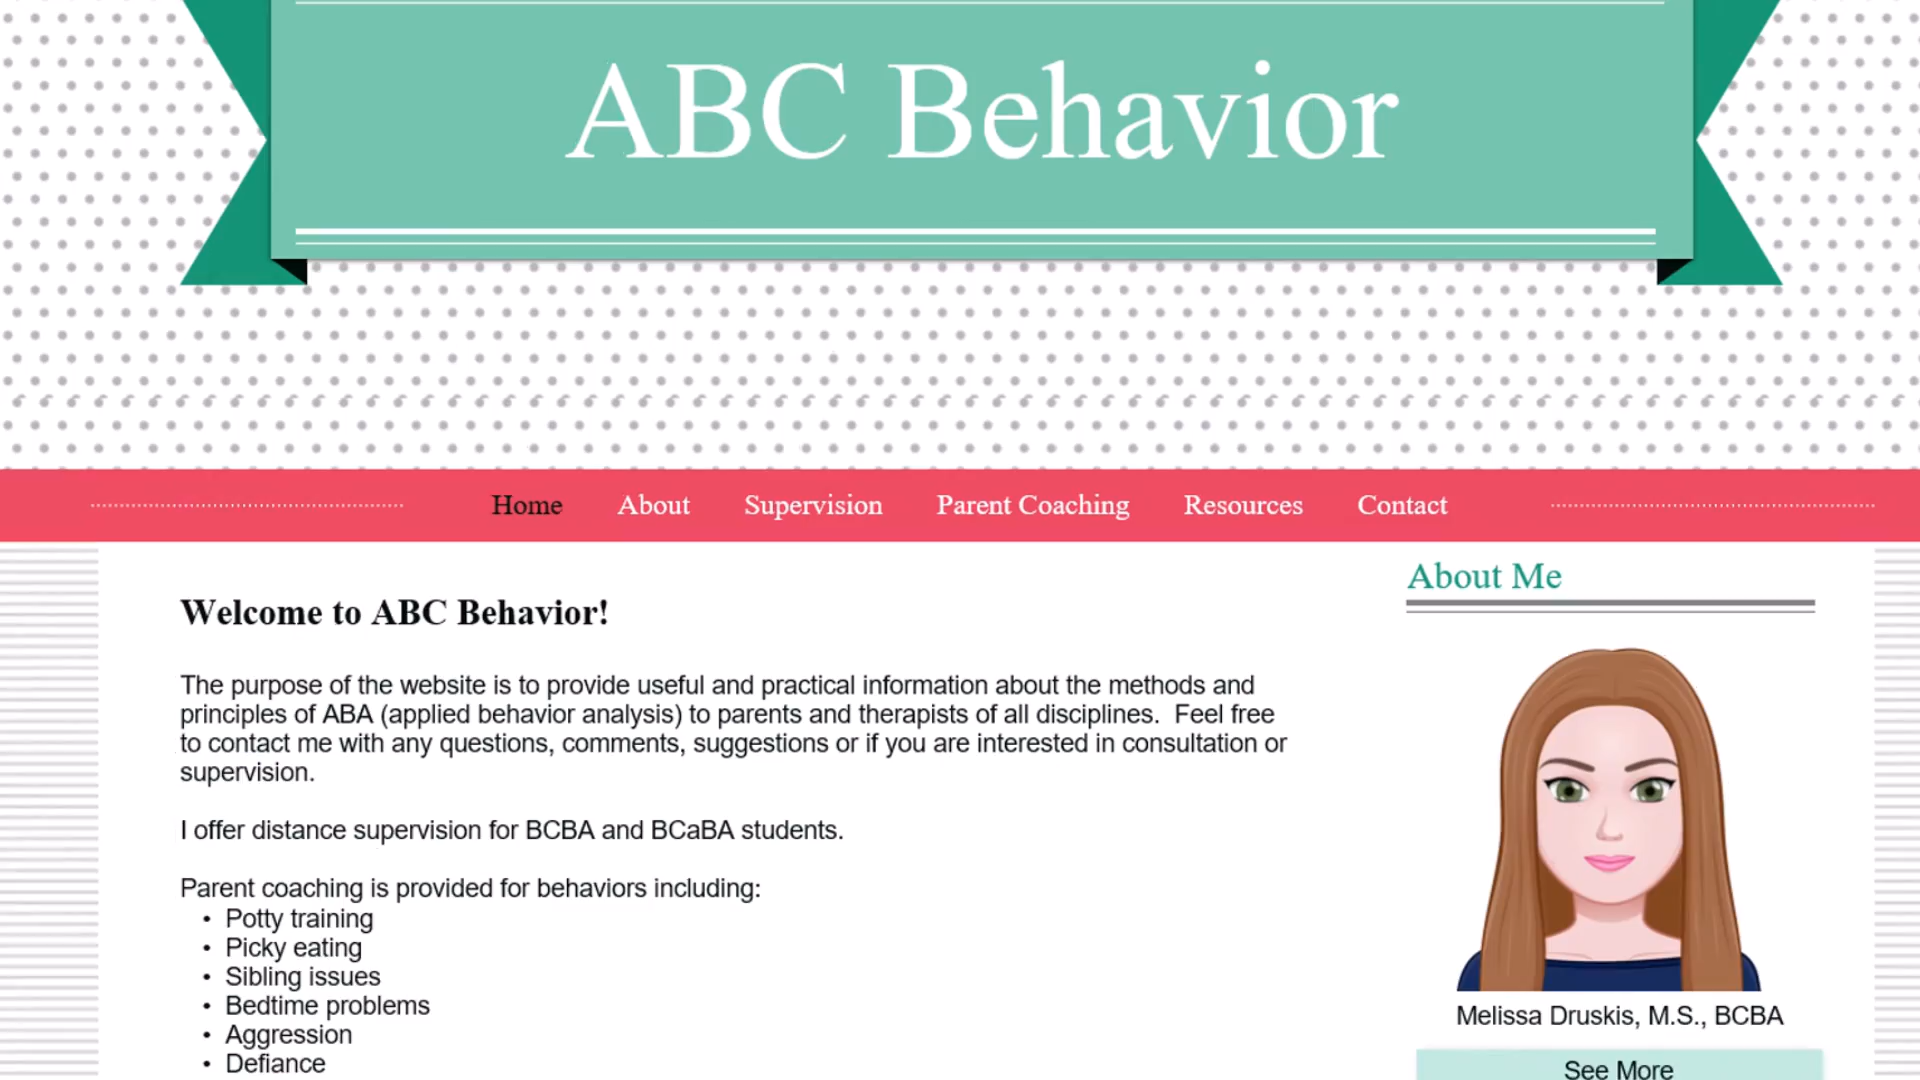 ABC Behavior
Home About Supervision Parent Coaching Resources Contact
Welcome to ABC Behavior!
The purpose of the website is to provide useful and practical information about the methods and
principles of ABA (applied behavior analysis) to parents and therapists of all disciplines.  Feel free
to contact me with any questions, comments, suggestions or if you are interested in consultation or
supervision.
I offer distance supervision for BCBA and BCaBA students.
Parent coaching is provided for behaviors including:
• Potty training
• Picky eating
• Sibling issues
• Bedtime problems
• Aggression
• Defiance
About Me
Melissa Druskis, M.S., BCBA
See More